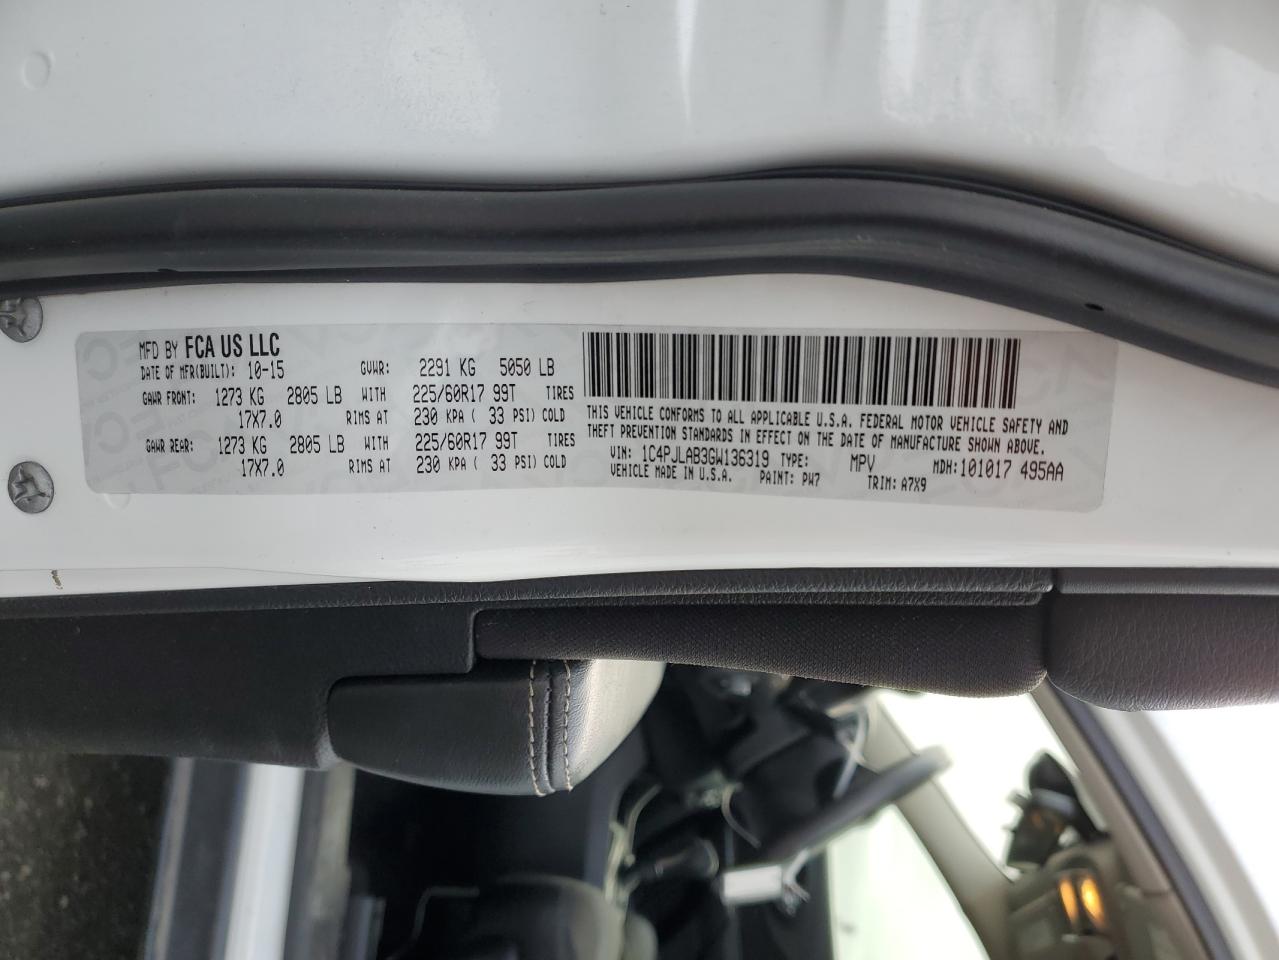 MFD BY FCA US LLC
DATE OF MFR(BUILT): 10-15 GVWR: 2291 KG 5050 LB
GAWR FRONT: 1273 KG 2805 LB WITH 225/60R17 99T TIRES
17X7.0 RIMS AT 230 KPA ( 33 PSI) COLD
GAWR REAR: 1273 KG 2805 LB WITH 225/60R17 99T TIRES
17X7.0 RIMS AT 230 KPA ( 33 PSI) COLD
THIS VEHICLE CONFORMS TO ALL APPLICABLE U.S.A. FEDERAL MOTOR VEHICLE SAFETY AND
THEFT PREVENTION STANDARDS IN EFFECT ON THE DATE OF MANUFACTURE SHOWN ABOVE.
VIN: 1C4PJLAB3GW136319 TYPE: MPV MDH: 101017 495AA
VEHICLE MADE IN U.S.A. PAINT: PW7 TRIM: A7X9